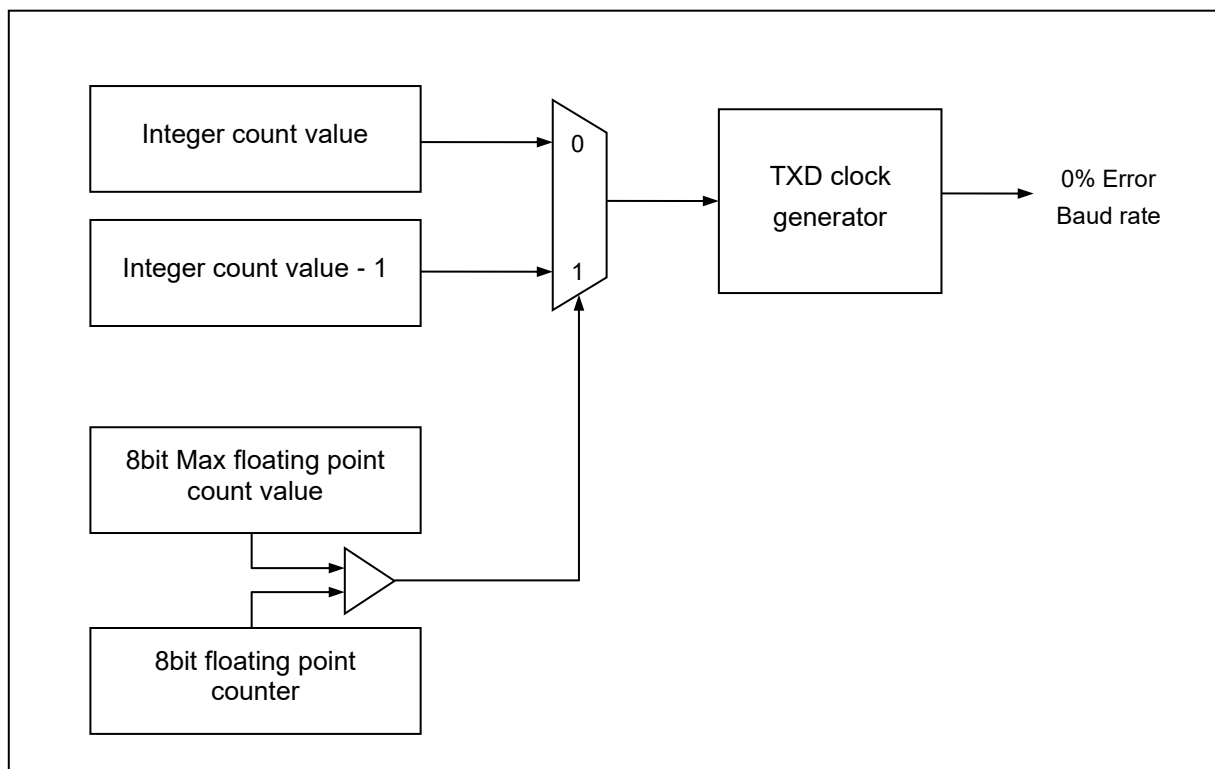 Integer count value
0
TXD clock
generator
0% Error
Baud rate
Integer count value - 1
1
8bit Max floating point
count value
8bit floating point
counter